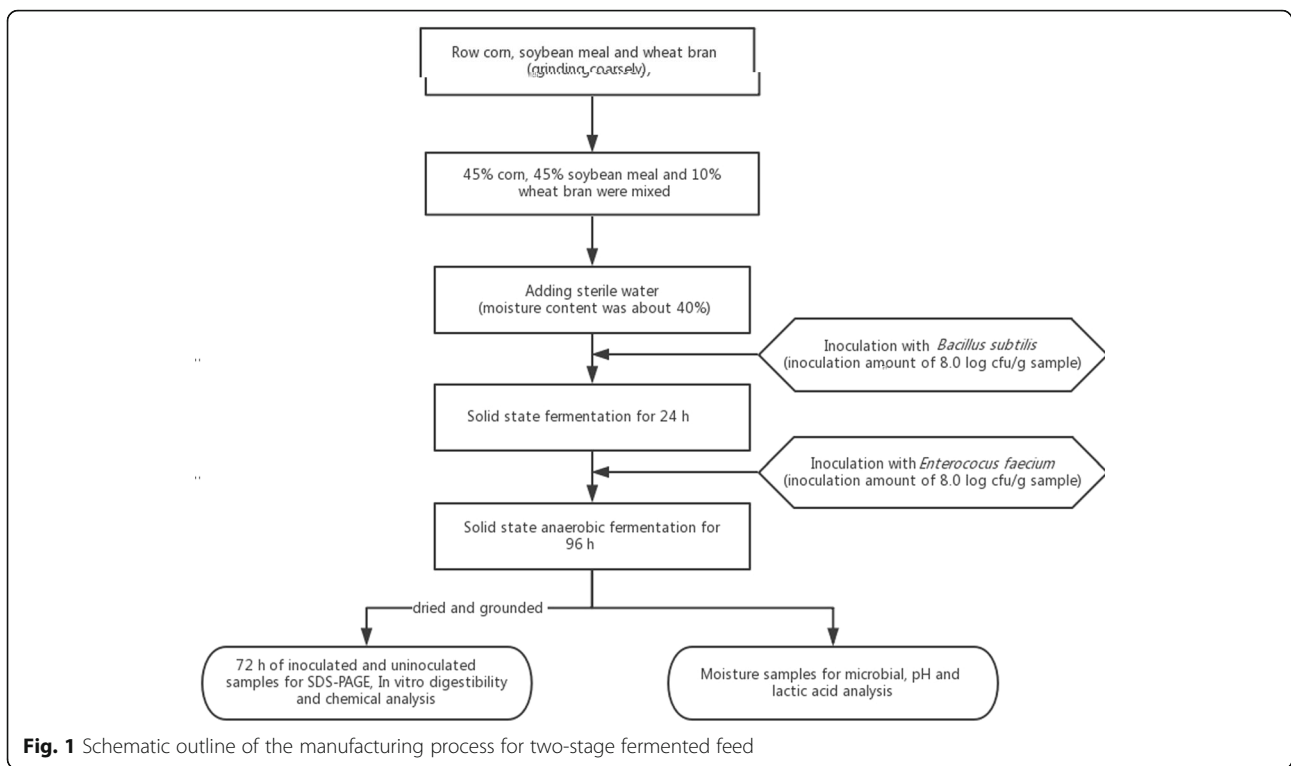 Row corn, soybean meal and wheat bran
(grinding coarsely),
45% corn, 45% soybean meal and 10%
wheat bran were mixed
Adding sterile water
(moisture content was about 40%)
Inoculation with Bacillus subtilis
(inoculation amount of 8.0 log cfu/g sample)
Solid state fermentation for 24 h
Inoculation with Enterococus faecium
(inoculation amount of 8.0 log cfu/g sample)
Solid state anaerobic fermentation for
96 h
dried and grounded
72 h of inoculated and uninoculated
samples for SDS-PAGE, In vitro digestibility
and chemical analysis
Moisture samples for microbial, pH and
lactic acid analysis
Fig. 1 Schematic outline of the manufacturing process for two-stage fermented feed